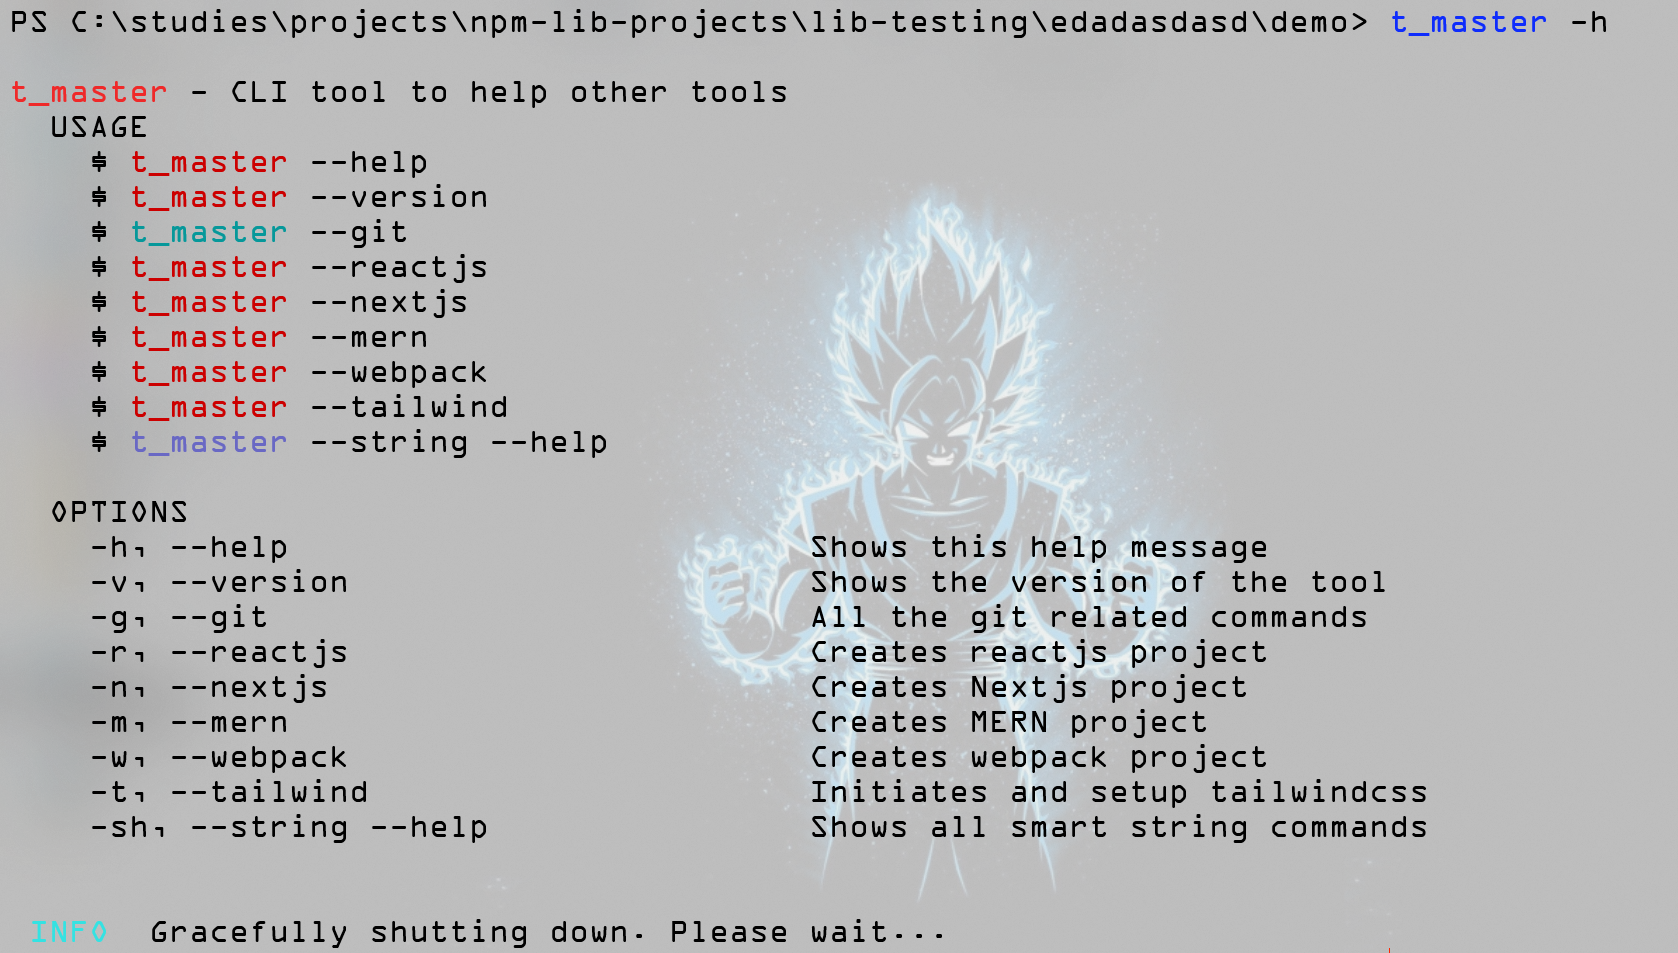 PS C:\studies\projects\npm-lib-projects\lib-testing\edadasdasd\demo> t_master -h
t_master - CLI tool to help other tools
USAGE
$ t_master --help
$ t_master --version
$ t_master --git
$ t_master --reactjs
$ t_master --nextjs
$ t_master --mern
$ t_master --webpack
$ t_master --tailwind
$ t_master --string --help
OPTIONS
-h, --help Shows this help message
-v, --version Shows the version of the tool
-g, --git All the git related commands
-r, --reactjs Creates reactjs project
-n, --nextjs Creates Nextjs project
-m, --mern Creates MERN project
-w, --webpack Creates webpack project
-t, --tailwind Initiates and setup tailwindcss
-sh, --string --help Shows all smart string commands
INFO Gracefully shutting down. Please wait...